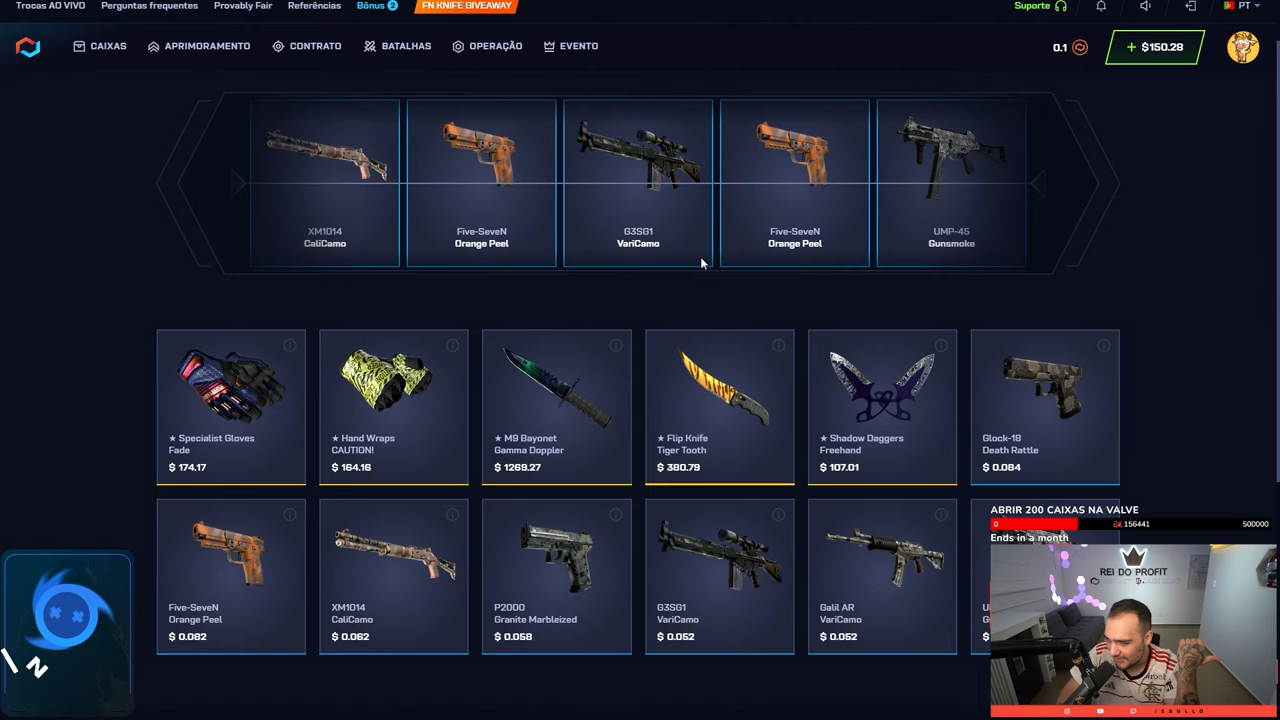 Trocas AO VIVO Perguntas frequentes Provably Fair Referências Bônus 2 FN KNIFE GIVEAWAY Suporte PT
CAIXAS APRIMORAMENTO CONTRATO BATALHAS OPERAÇÃO EVENTO 0.1 + $150.28
XM1014 Five-SeveN G3SG1 Five-SeveN UMP-45
CaliCamo Orange Peel VariCamo Orange Peel Gunsmoke
★ Specialist Gloves ★ Hand Wraps ★ M9 Bayonet ★ Flip Knife ★ Shadow Daggers Glock-18
Fade CAUTION! Gamma Doppler Tiger Tooth Freehand Death Rattle
$ 174.17 $ 164.16 $ 1269.27 $ 380.79 $ 107.01 $ 0.084
ABRIR 200 CAIXAS NA VALVE
0 156441 500000
Ends in a month
REI DO PROFIT
Five-SeveN XM1014 P2000 G3SG1 Galil AR
Orange Peel CaliCamo Granite Marbleized VariCamo VariCamo
$ 0.082 $ 0.062 $ 0.058 $ 0.052 $ 0.052 $
/SAULLO